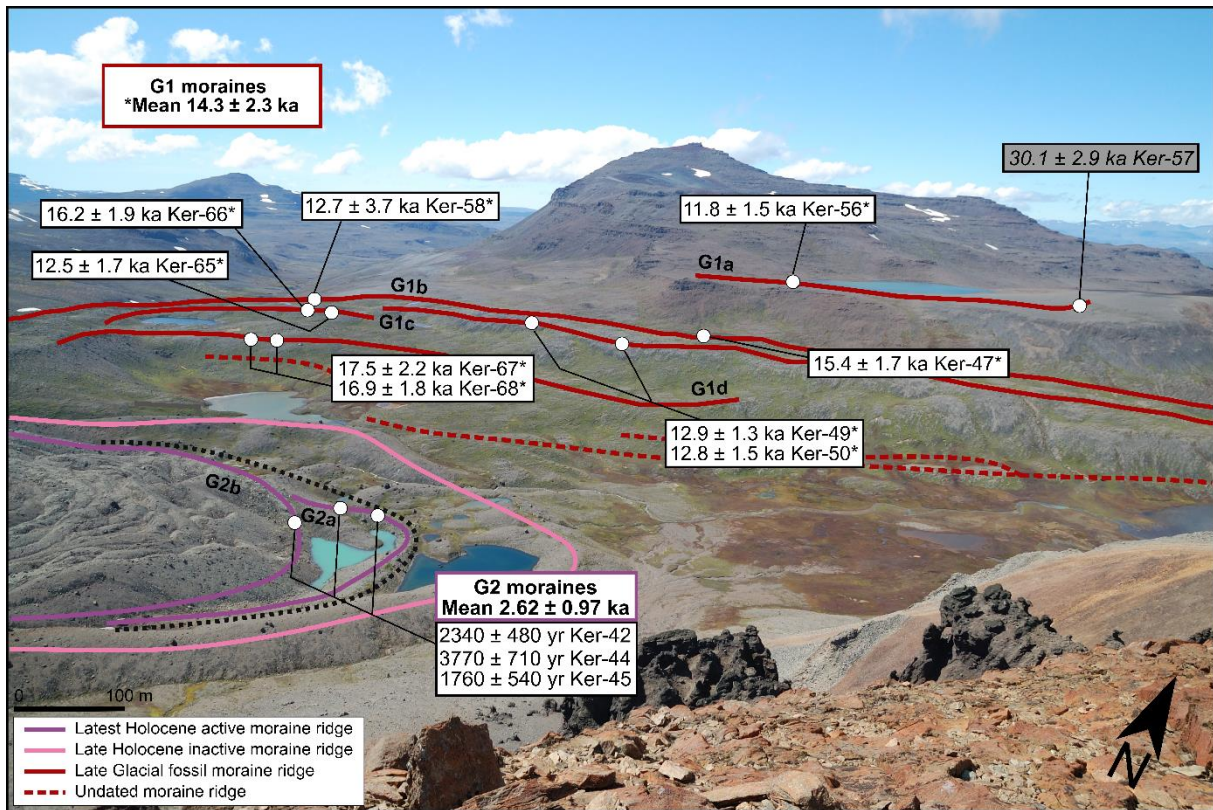 G1 moraines
*Mean 14.3 ± 2.3 ka
30.1 ± 2.9 ka Ker-57
16.2 ± 1.9 ka Ker-66*
12.7 ± 3.7 ka Ker-58*
11.8 ± 1.5 ka Ker-56*
12.5 ± 1.7 ka Ker-65*
G1a
G1b
G1c
17.5 ± 2.2 ka Ker-67*
16.9 ± 1.8 ka Ker-68*
15.4 ± 1.7 ka Ker-47*
G1d
12.9 ± 1.3 ka Ker-49*
12.8 ± 1.5 ka Ker-50*
G2b
G2a
G2 moraines
Mean 2.62 ± 0.97 ka
2340 ± 480 yr Ker-42
3770 ± 710 yr Ker-44
1760 ± 540 yr Ker-45
0 100 m
Latest Holocene active moraine ridge
Late Holocene inactive moraine ridge
Late Glacial fossil moraine ridge
Undated moraine ridge
N